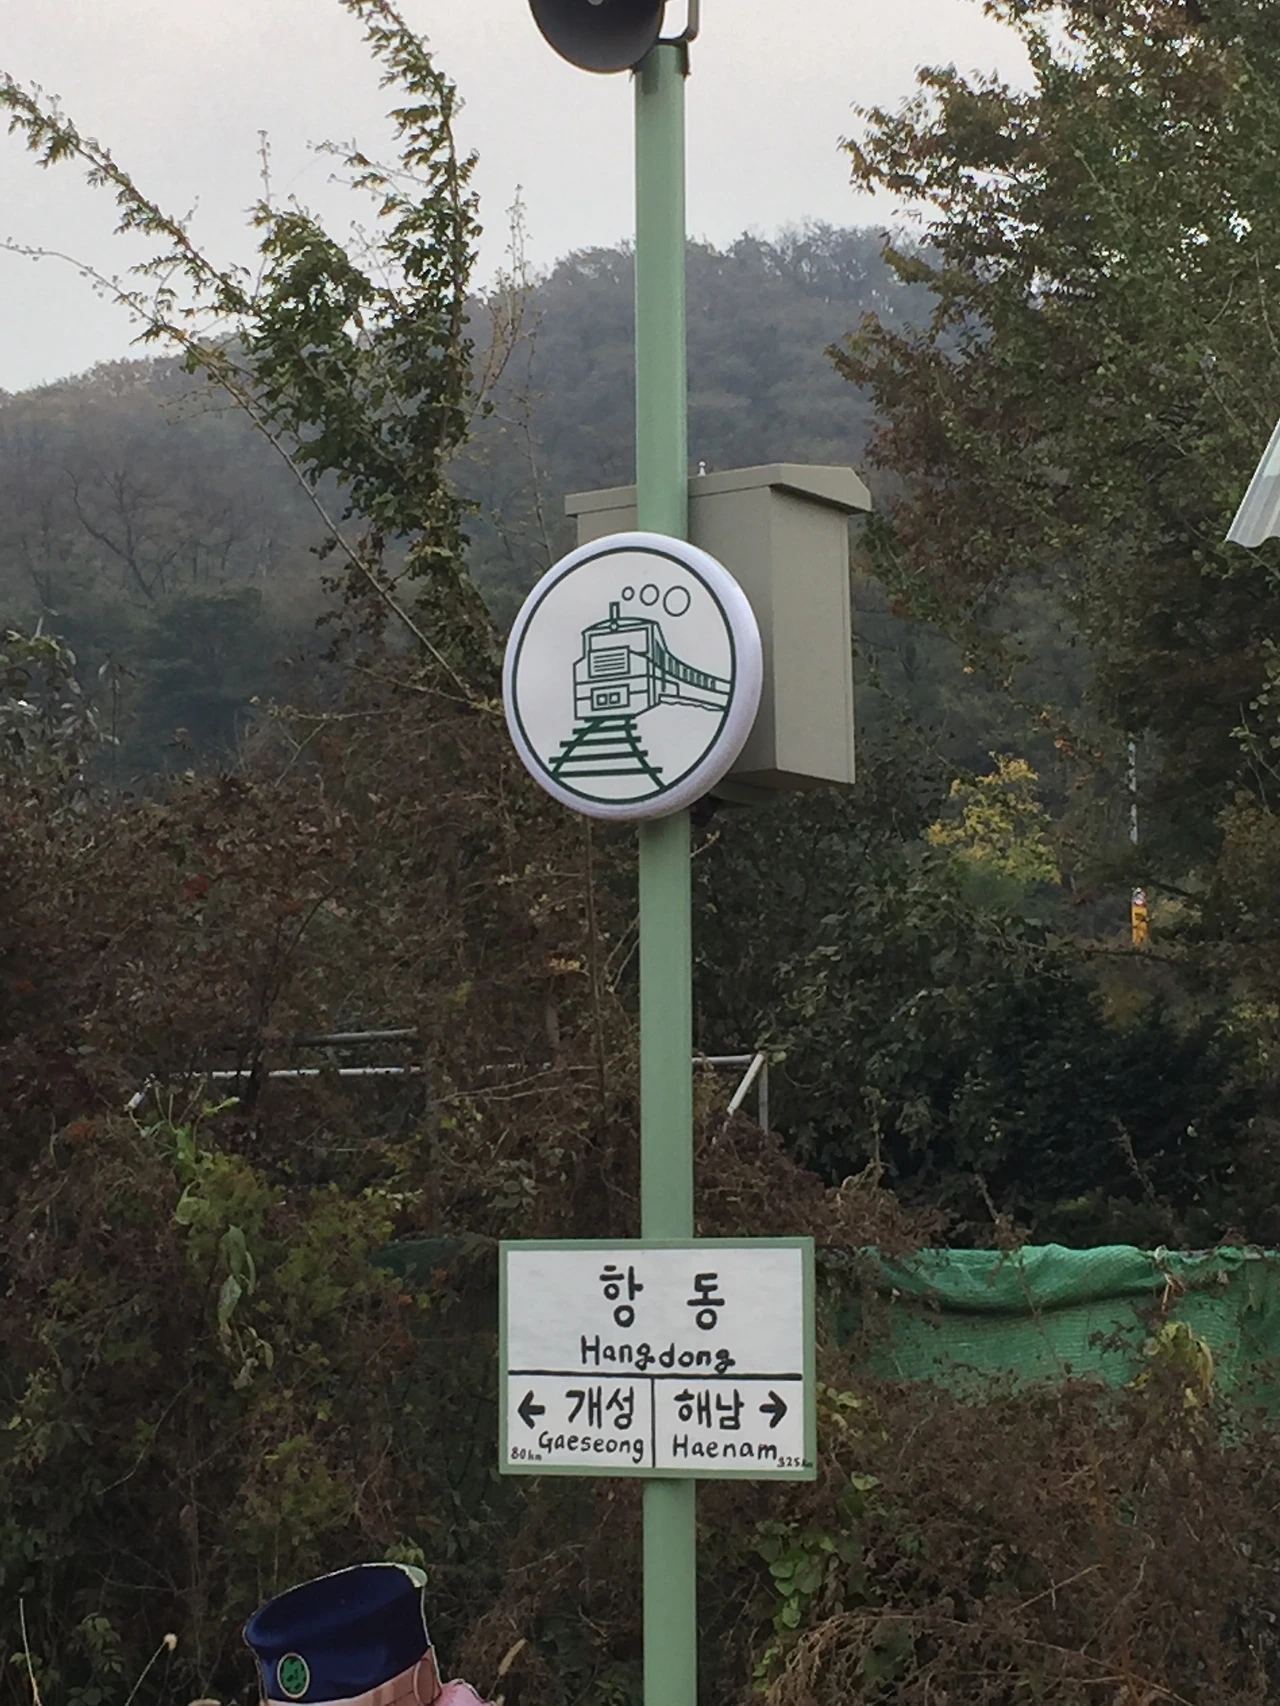 항 동
Hangdong
← 개성
Gaeseong
80km
해남 →
Haenam
325km